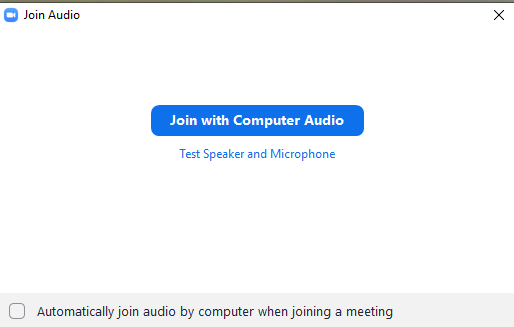 Join Audio
Join with Computer Audio
Test Speaker and Microphone
Automatically join audio by computer when joining a meeting